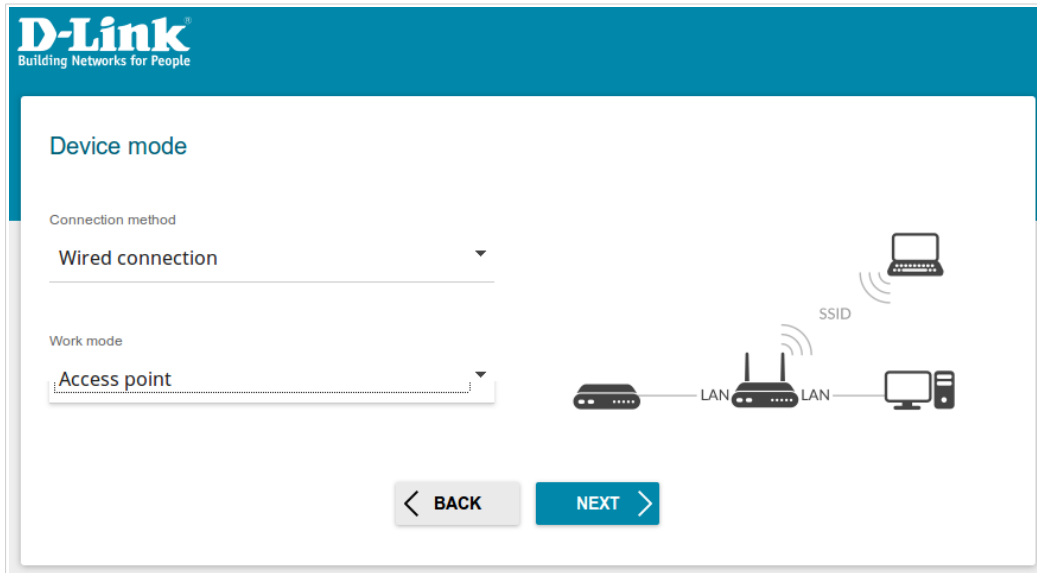 D-Link®
Building Networks for People
Device mode
Connection method
Wired connection
Work mode
Access point
SSID
LAN
LAN
BACK
NEXT